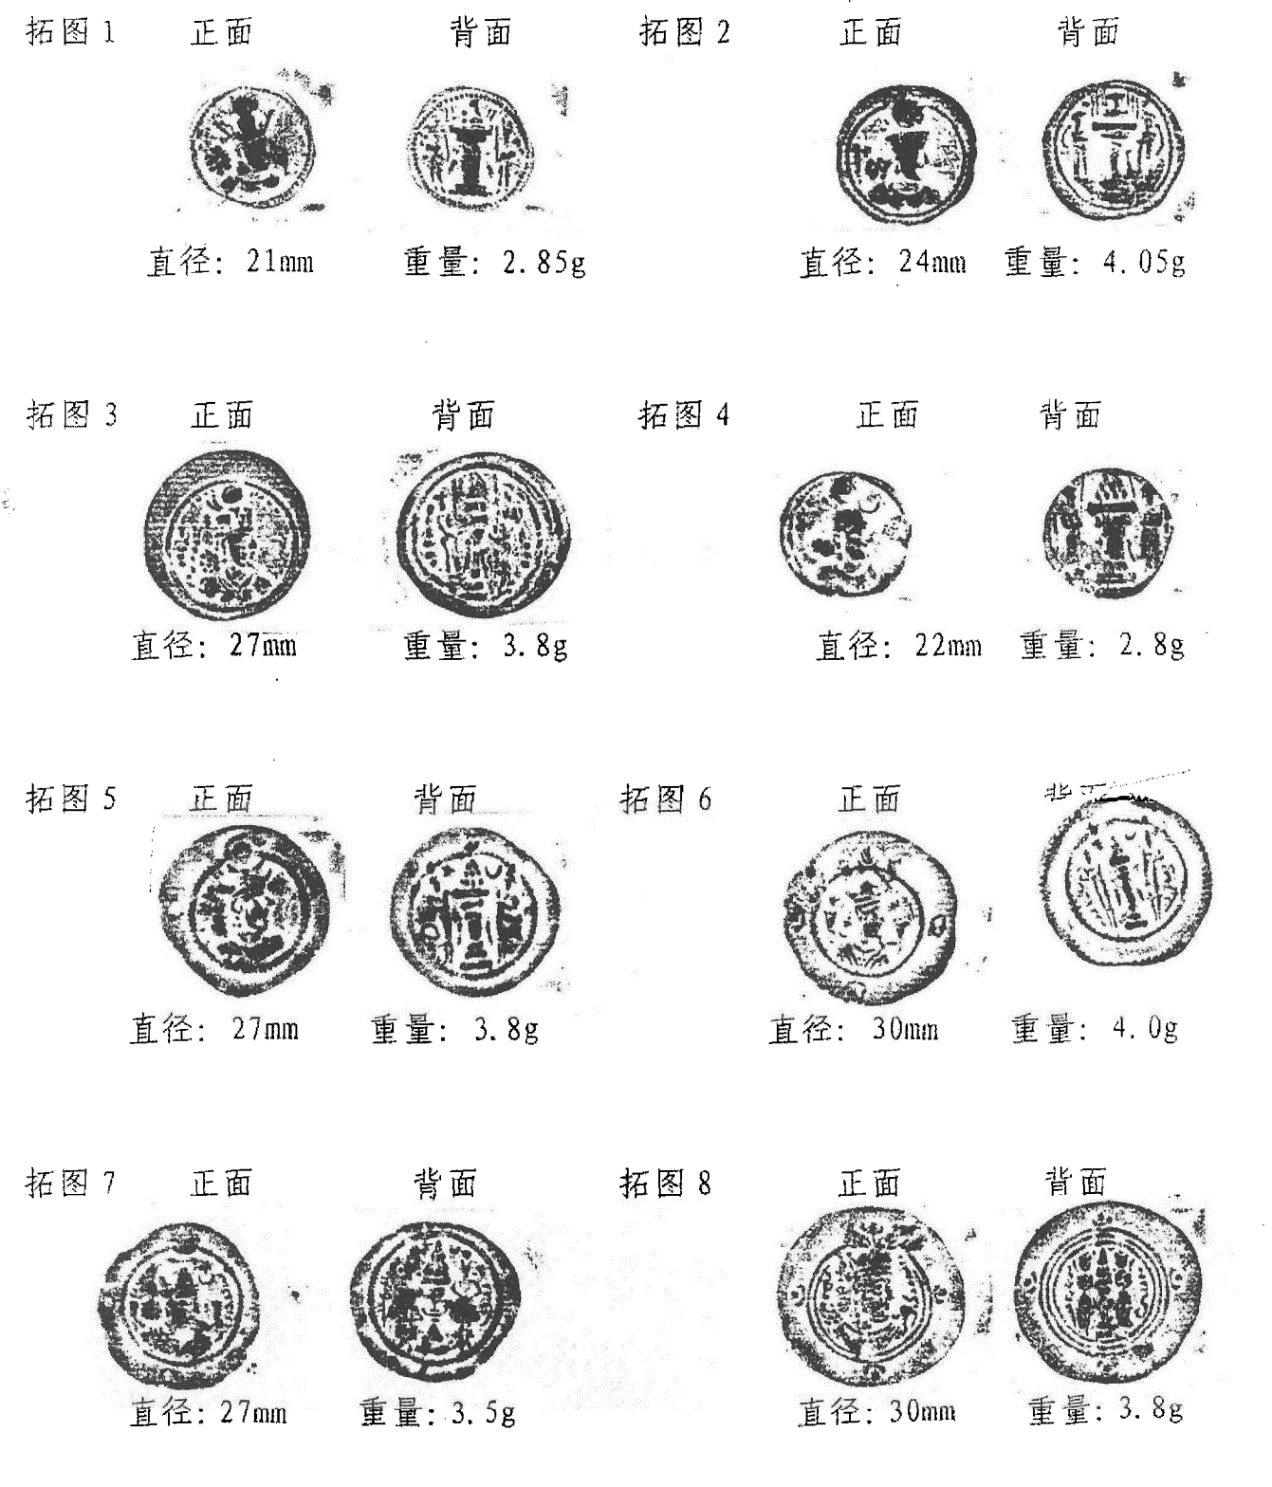 拓图 1 正面 背面 拓图 2 正面 背面
直径: 21mm 重量: 2.85g 直径: 24mm 重量: 4.05g
拓图 3 正面 背面 拓图 4 正面 背面
直径: 27mm 重量: 3.8g 直径: 22mm 重量: 2.8g
拓图 5 正面 背面 拓图 6 正面 背面
直径: 27mm 重量: 3.8g 直径: 30mm 重量: 4.0g
拓图 7 正面 背面 拓图 8 正面 背面
直径: 27mm 重量: 3.5g 直径: 30mm 重量: 3.8g